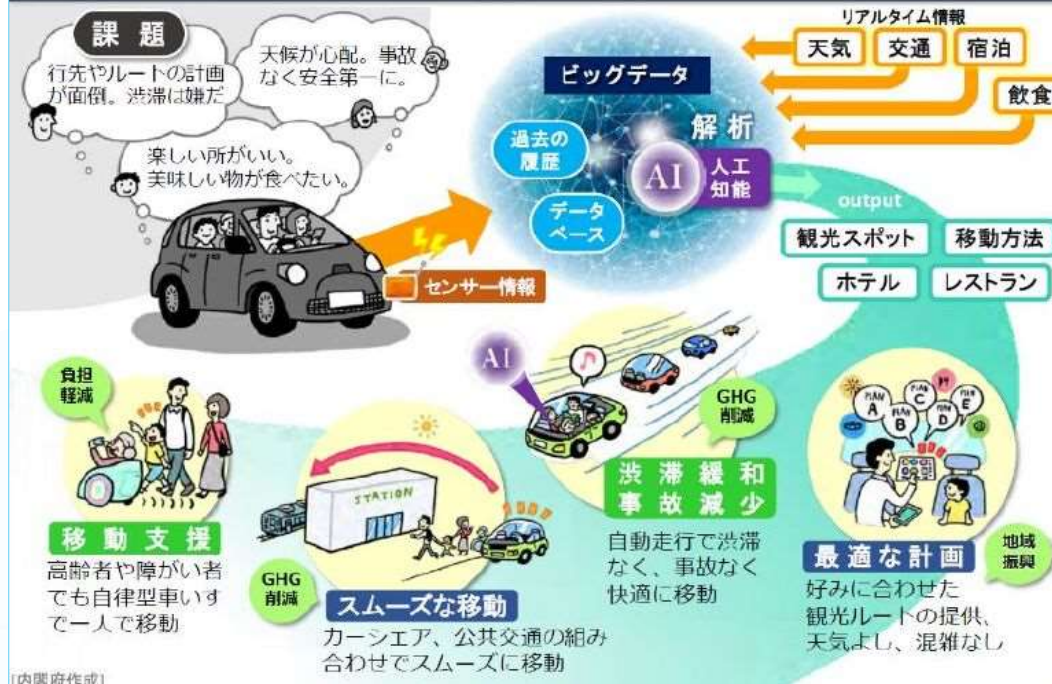 課題
行先やルートの計画
が面倒。渋滞は嫌だ
天候が心配。事故
なく安全第一に。
楽しい所がいい。
美味しい物が食べたい。
センサー情報
ビッグデータ
過去の
履歴
データ
ベース
解析
AI
人工
知能
リアルタイム情報
天気
交通
宿泊
飲食
output
観光スポット
移動方法
ホテル
レストラン
負担
軽減
移動支援
高齢者や障がい者
でも自律型車いす
で一人で移動
STATION
GHG
削減
スムーズな移動
カーシェア、公共交通の組み
合わせでスムーズに移動
AI
GHG
削減
渋滞緩和
事故減少
自動走行で渋滞
なく、事故なく
快適に移動
PLAN
A
PLAN
B
PLAN
C
PLAN
D
PLAN
E
最適な計画
地域
振興
好みに合わせた
観光ルートの提供、
天気よし、混雑なし
[内閣府作成]